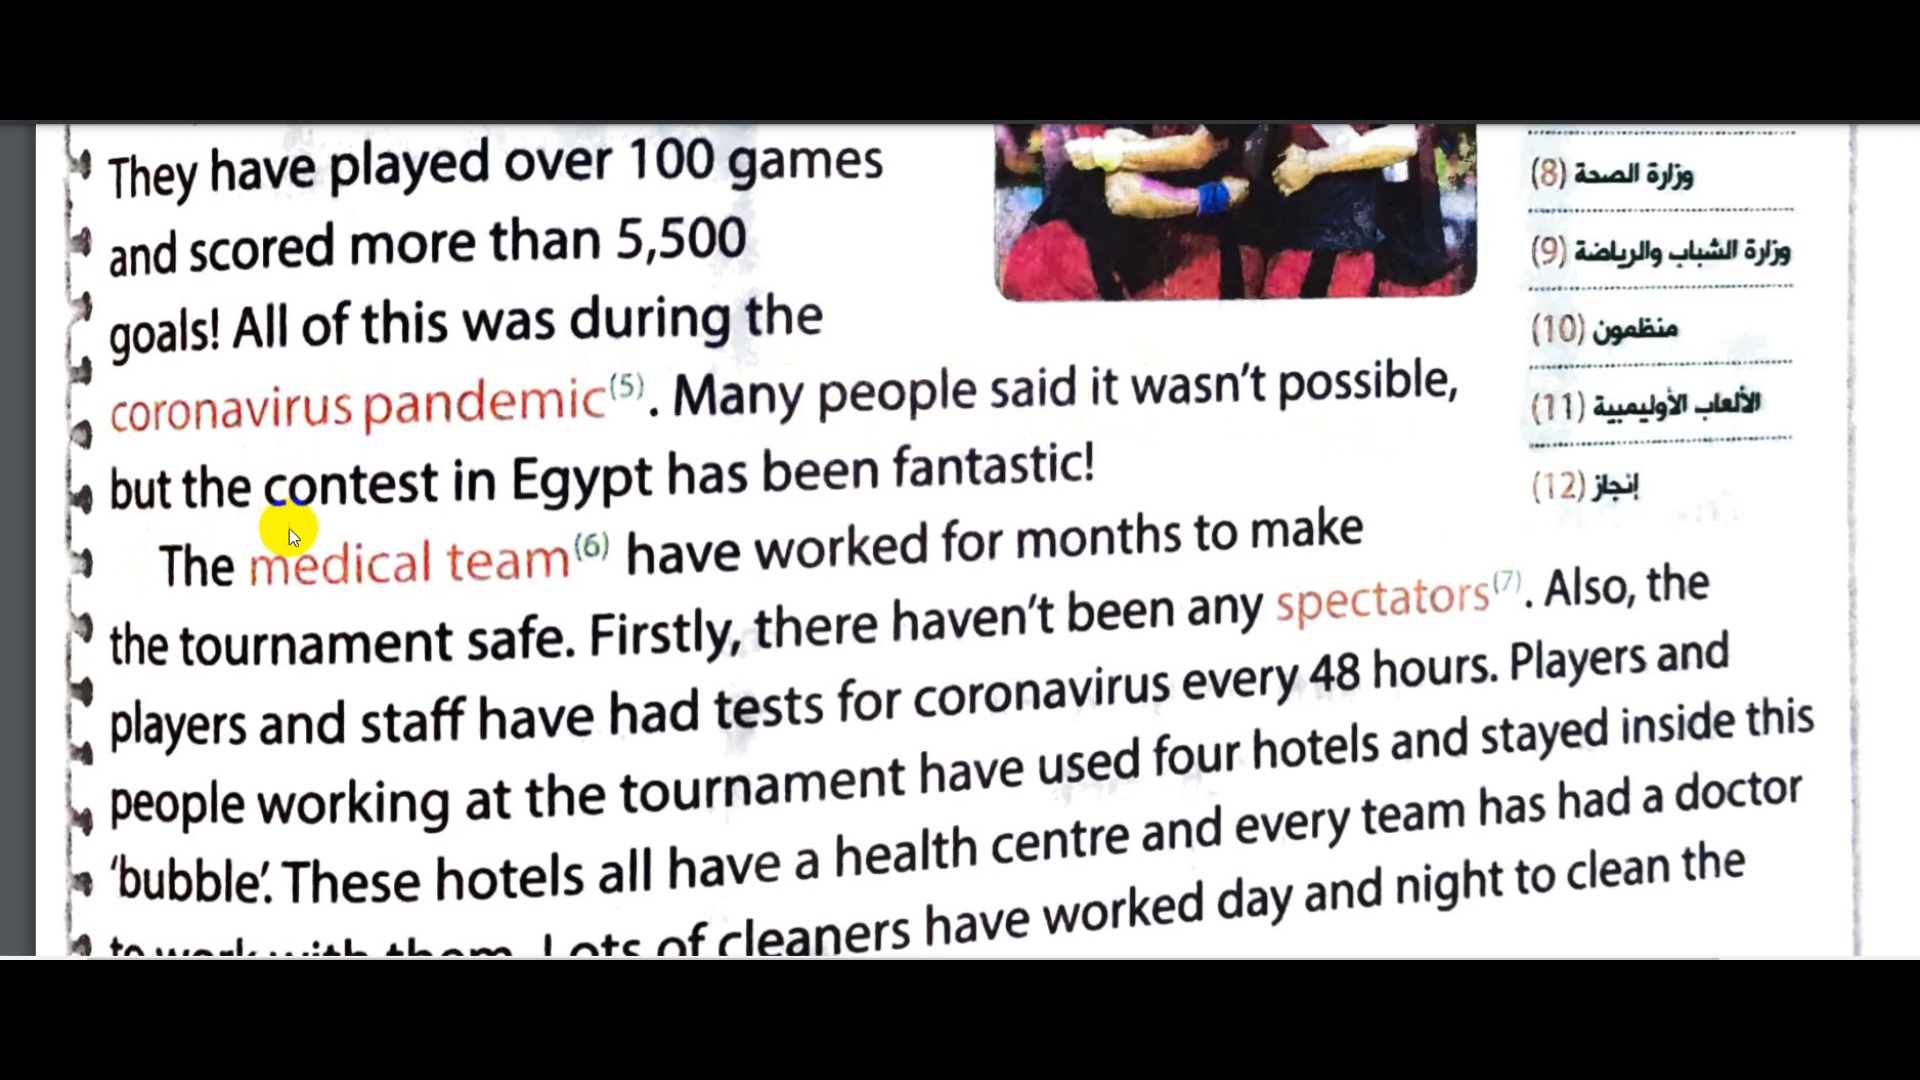 They have played over 100 games
and scored more than 5,500
goals! All of this was during the
coronavirus pandemic(5). Many people said it wasn't possible,
but the contest in Egypt has been fantastic!
The medical team(6) have worked for months to make
the tournament safe. Firstly, there haven't been any spectators(7). Also, the
players and staff have had tests for coronavirus every 48 hours. Players and
people working at the tournament have used four hotels and stayed inside this
'bubble'. These hotels all have a health centre and every team has had a doctor
to work with them. Lots of cleaners have worked day and night to clean the
(8) وزارة الصحة
(9) وزارة الشباب والرياضة
(10) منظمون
(11) الألعاب الأوليمبية
(12) إنجاز